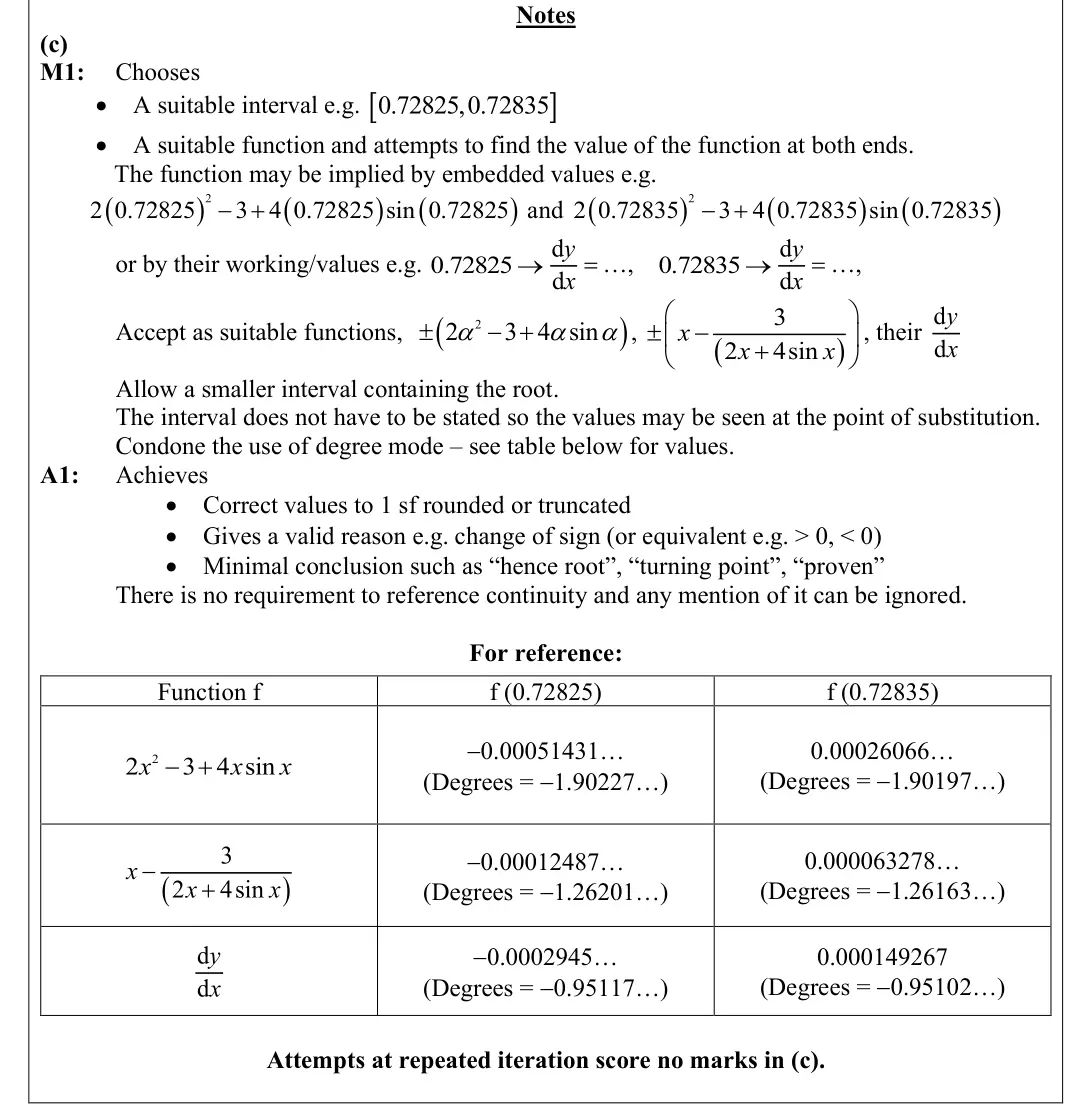 Notes
(c)
M1: Chooses
• A suitable interval e.g. [0.72825, 0.72835]
• A suitable function and attempts to find the value of the function at both ends.
The function may be implied by embedded values e.g.
2(0.72825)² − 3 + 4(0.72825)sin(0.72825) and 2(0.72835)² − 3 + 4(0.72835)sin(0.72835)
or by their working/values e.g. 0.72825 → dy/dx = …, 0.72835 → dy/dx = …,
Accept as suitable functions, ±(2α² − 3 + 4α sin α), ±(x − 3/(2x + 4sin x)), their dy/dx
Allow a smaller interval containing the root.
The interval does not have to be stated so the values may be seen at the point of substitution.
Condone the use of degree mode – see table below for values.
A1: Achieves
• Correct values to 1 sf rounded or truncated
• Gives a valid reason e.g. change of sign (or equivalent e.g. > 0, < 0)
• Minimal conclusion such as “hence root”, “turning point”, “proven”
There is no requirement to reference continuity and any mention of it can be ignored.
For reference:
Function f f (0.72825) f (0.72835)
2x² − 3 + 4x sin x −0.00051431… 0.00026066…
(Degrees = −1.90227…) (Degrees = −1.90197…)
x − 3/(2x + 4sin x) −0.00012487… 0.000063278…
(Degrees = −1.26201…) (Degrees = −1.26163…)
dy/dx −0.0002945… 0.000149267
(Degrees = −0.95117…) (Degrees = −0.95102…)
Attempts at repeated iteration score no marks in (c).